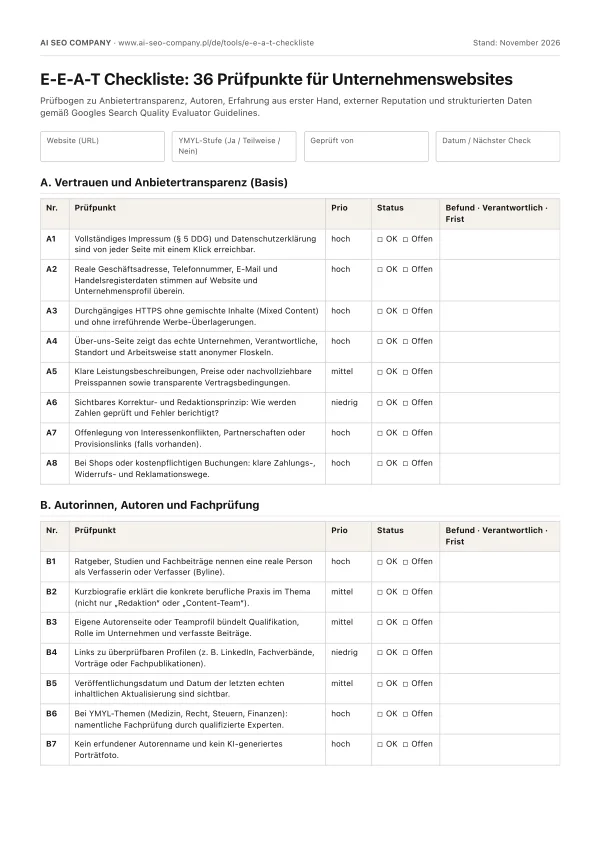 AI SEO COMPANY · www.ai-seo-company.pl/de/tools/e-e-a-t-checkliste
Stand: November 2026
E-E-A-T Checkliste: 36 Prüfpunkte für Unternehmenswebsites
Prüfbogen zu Anbietertransparenz, Autoren, Erfahrung aus erster Hand, externer Reputation und strukturierten Daten
gemäß Googles Search Quality Evaluator Guidelines.
Website (URL)
YMYL-Stufe (Ja / Teilweise /
Nein)
Geprüft von
Datum / Nächster Check
A. Vertrauen und Anbietertransparenz (Basis)
Nr. Prüfpunkt Prio Status Befund · Verantwortlich ·
Frist
A1 Vollständiges Impressum (§ 5 DDG) und Datenschutzerklärung hoch □ OK □ Offen
sind von jeder Seite mit einem Klick erreichbar.
A2 Reale Geschäftsadresse, Telefonnummer, E-Mail und hoch □ OK □ Offen
Handelsregisterdaten stimmen auf Website und
Unternehmensprofil überein.
A3 Durchgängiges HTTPS ohne gemischte Inhalte (Mixed Content) hoch □ OK □ Offen
und ohne irreführende Werbe-Überlagerungen.
A4 Über-uns-Seite zeigt das echte Unternehmen, Verantwortliche, hoch □ OK □ Offen
Standort und Arbeitsweise statt anonymer Floskeln.
A5 Klare Leistungsbeschreibungen, Preise oder nachvollziehbare mittel □ OK □ Offen
Preisspannen sowie transparente Vertragsbedingungen.
A6 Sichtbares Korrektur- und Redaktionsprinzip: Wie werden niedrig □ OK □ Offen
Zahlen geprüft und Fehler berichtigt?
A7 Offenlegung von Interessenkonflikten, Partnerschaften oder hoch □ OK □ Offen
Provisionslinks (falls vorhanden).
A8 Bei Shops oder kostenpflichtigen Buchungen: klare Zahlungs-, hoch □ OK □ Offen
Widerrufs- und Reklamationswege.
B. Autorinnen, Autoren und Fachprüfung
Nr. Prüfpunkt Prio Status Befund · Verantwortlich ·
Frist
B1 Ratgeber, Studien und Fachbeiträge nennen eine reale Person hoch □ OK □ Offen
als Verfasserin oder Verfasser (Byline).
B2 Kurzbiografie erklärt die konkrete berufliche Praxis im Thema mittel □ OK □ Offen
(nicht nur „Redaktion“ oder „Content-Team“).
B3 Eigene Autorenseite oder Teamprofil bündelt Qualifikation, mittel □ OK □ Offen
Rolle im Unternehmen und verfasste Beiträge.
B4 Links zu überprüfbaren Profilen (z. B. LinkedIn, Fachverbände, niedrig □ OK □ Offen
Vorträge oder Fachpublikationen).
B5 Veröffentlichungsdatum und Datum der letzten echten mittel □ OK □ Offen
inhaltlichen Aktualisierung sind sichtbar.
B6 Bei YMYL-Themen (Medizin, Recht, Steuern, Finanzen): hoch □ OK □ Offen
namentliche Fachprüfung durch qualifizierte Experten.
B7 Kein erfundener Autorenname und kein KI-generiertes hoch □ OK □ Offen
Porträtfoto.